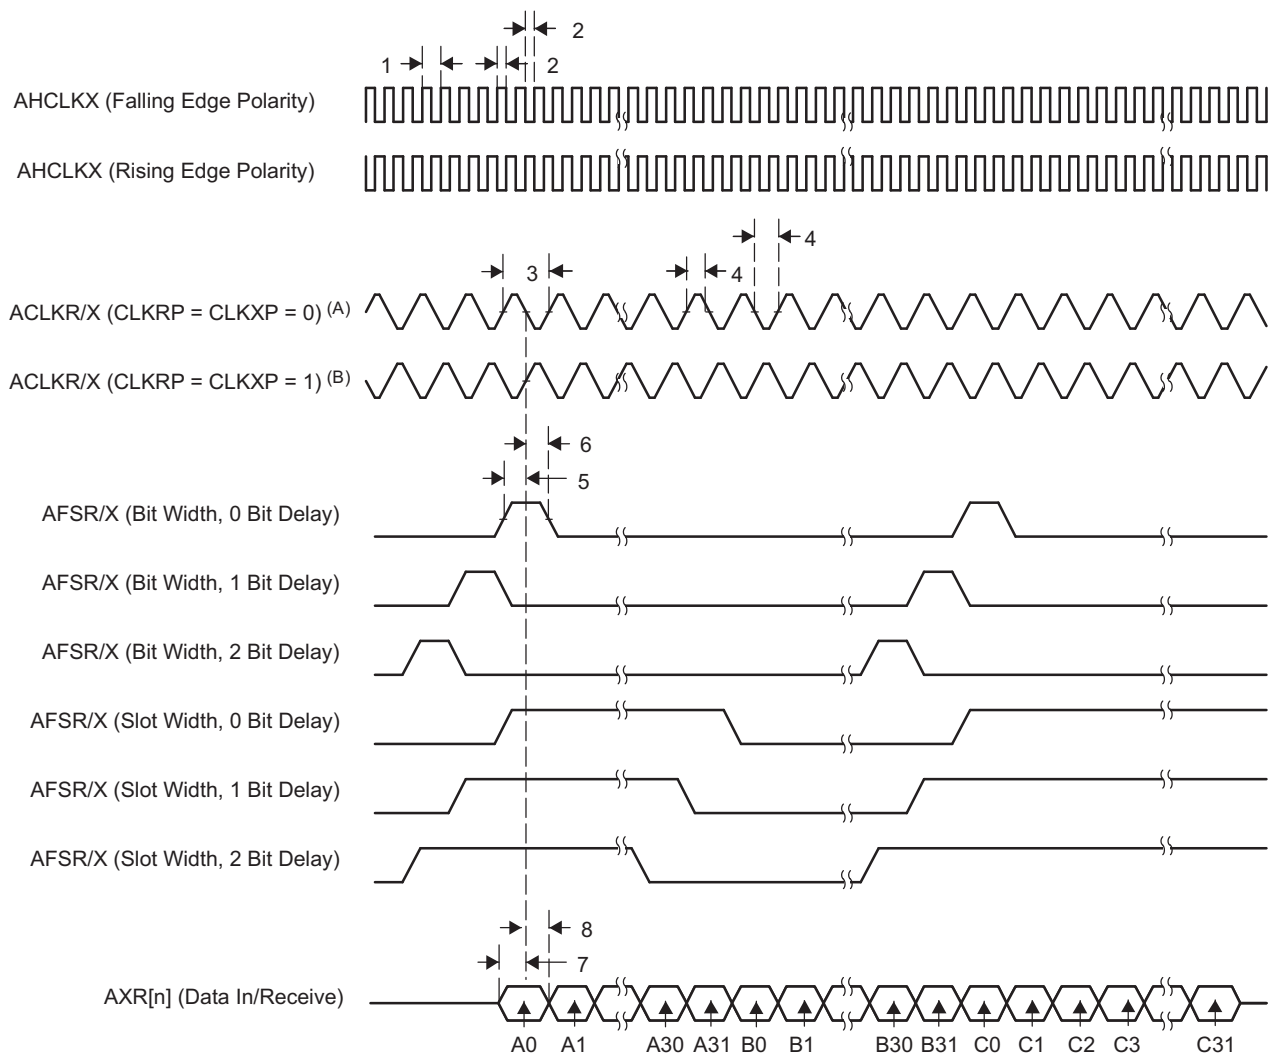 2
1
2
AHCLKX (Falling Edge Polarity)
AHCLKX (Rising Edge Polarity)
4
3
4
ACLKR/X (CLKRP = CLKXP = 0) (A)
ACLKR/X (CLKRP = CLKXP = 1) (B)
6
5
AFSR/X (Bit Width, 0 Bit Delay)
AFSR/X (Bit Width, 1 Bit Delay)
AFSR/X (Bit Width, 2 Bit Delay)
AFSR/X (Slot Width, 0 Bit Delay)
AFSR/X (Slot Width, 1 Bit Delay)
AFSR/X (Slot Width, 2 Bit Delay)
8
7
AXR[n] (Data In/Receive)
A0 A1 A30 A31 B0 B1 B30 B31 C0 C1 C2 C3 C31